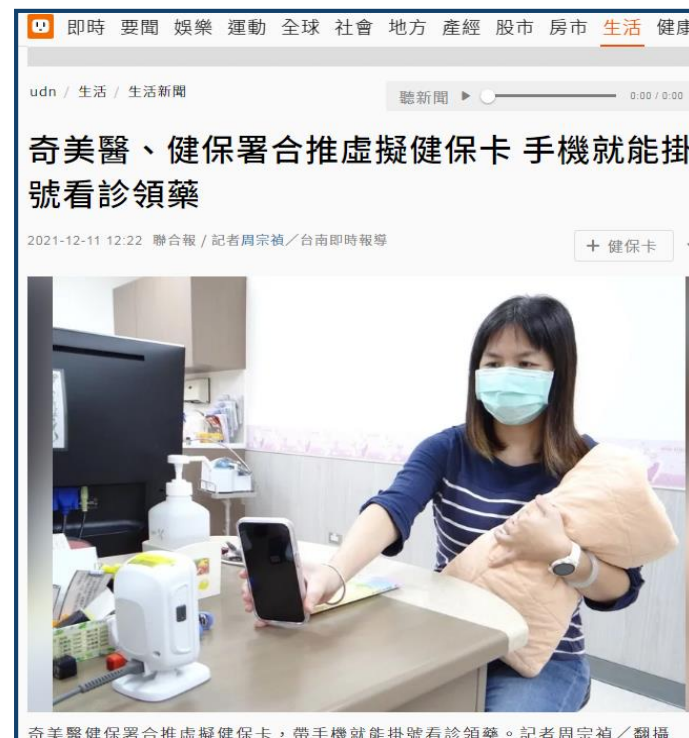 即時 要聞 娛樂 運動 全球 社會 地方 產經 股市 房市 生活 健康
udn / 生活 / 生活新聞
聽新聞 0:00 / 0:00
奇美醫、健保署合推虛擬健保卡 手機就能掛
號看診領藥
2021-12-11 12:22 聯合報 / 記者周宗禎／台南即時報導
+ 健保卡
奇美醫健保署合推虛擬健保卡，帶手機就能掛號看診領藥。記者周宗禎／翻攝